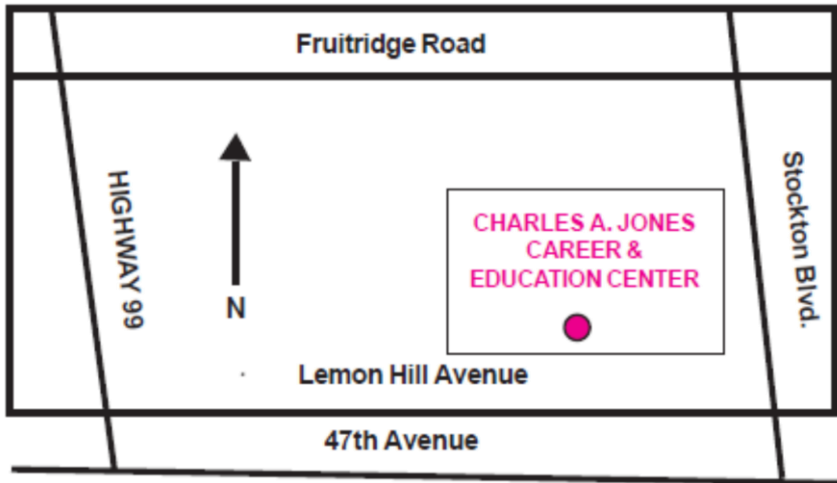 Fruitridge Road
HIGHWAY 99
N
CHARLES A. JONES
CAREER &
EDUCATION CENTER
Stockton Blvd.
Lemon Hill Avenue
47th Avenue